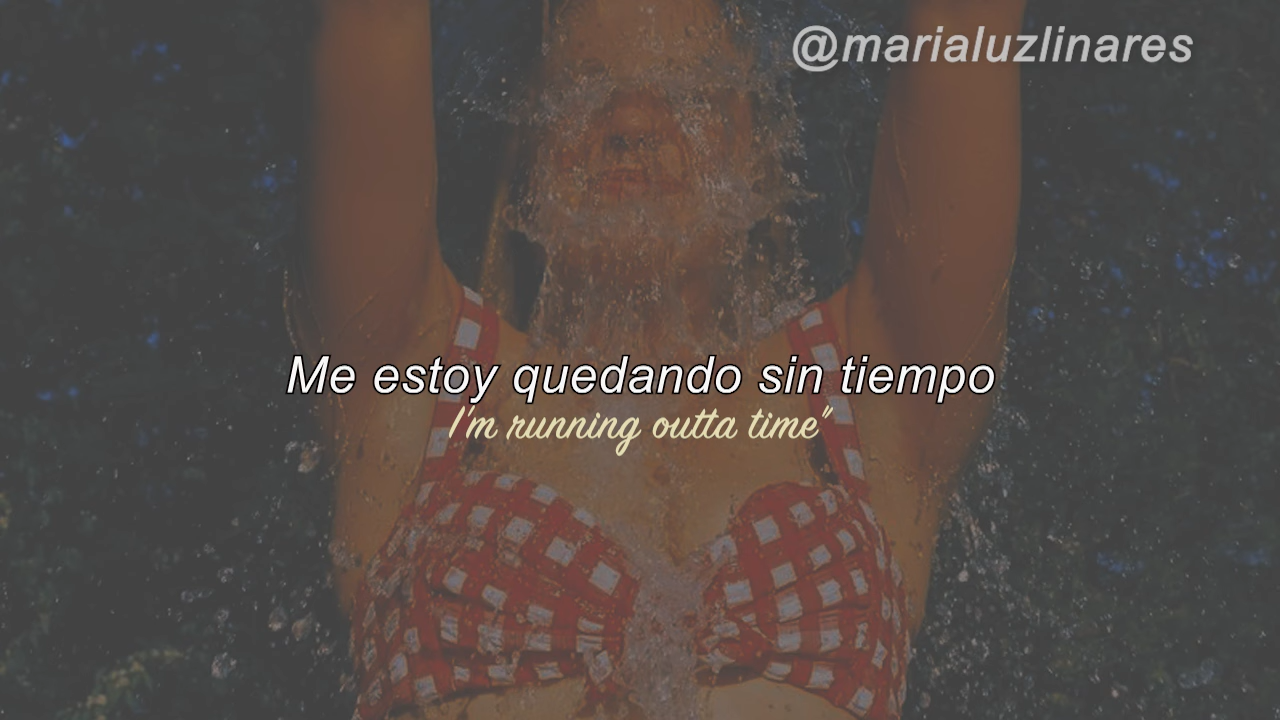 @marialuzlinares
Me estoy quedando sin tiempo
I'm running outta time"